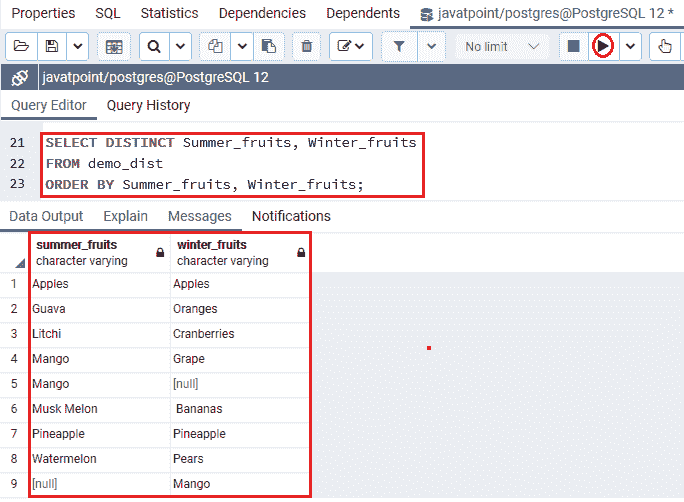 Properties SQL Statistics Dependencies Dependents javatpoint/postgres@PostgreSQL 12 *
No limit
javatpoint/postgres@PostgreSQL 12
Query Editor Query History
21 SELECT DISTINCT Summer_fruits, Winter_fruits
22 FROM demo_dist
23 ORDER BY Summer_fruits, Winter_fruits;
Data Output Explain Messages Notifications
summer_fruits winter_fruits
character varying character varying
1 Apples Apples
2 Guava Oranges
3 Litchi Cranberries
4 Mango Grape
5 Mango [null]
6 Musk Melon Bananas
7 Pineapple Pineapple
8 Watermelon Pears
9 [null] Mango